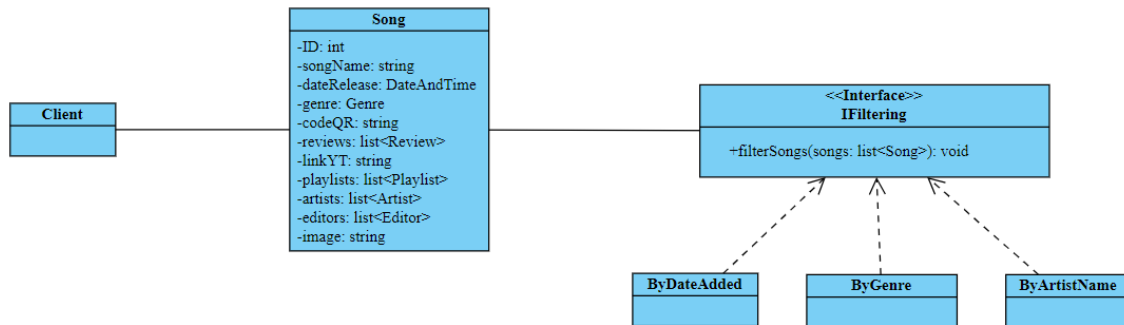 Song
-ID: int
-songName: string
-dateRelease: DateAndTime
-genre: Genre
-codeQR: string
-reviews: list<Review>
-linkYT: string
-playlists: list<Playlist>
-artists: list<Artist>
-editors: list<Editor>
-image: string
Client
<<Interface>>
IFiltering
+filterSongs(songs: list<Song>): void
ByDateAdded
ByGenre
ByArtistName